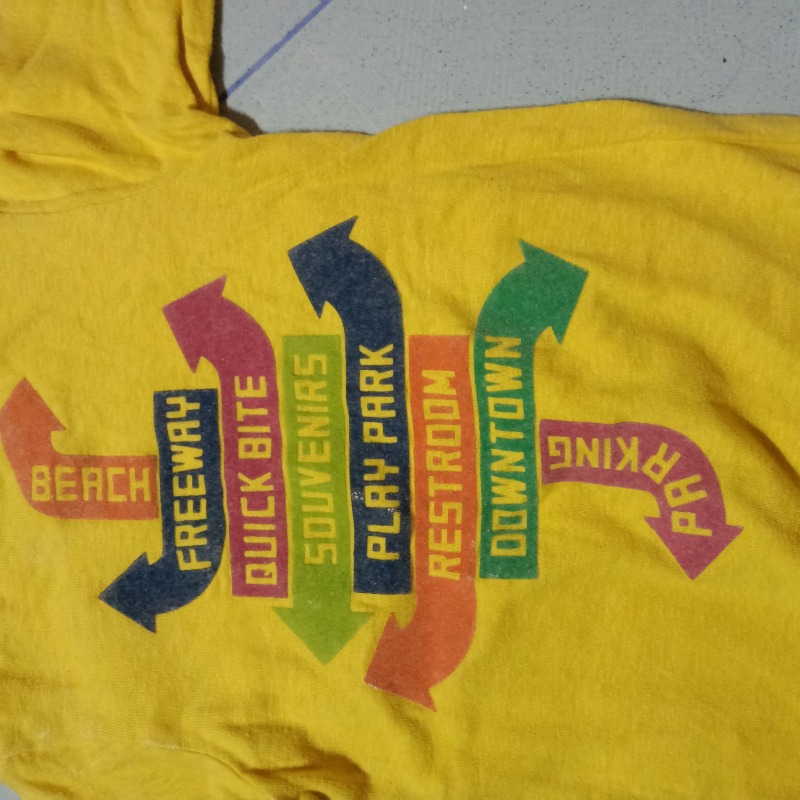 BEACH
FREEWAY
QUICK BITE
SOUVENIRS
PLAY PARK
RESTROOM
DOWNTOWN
PARKING